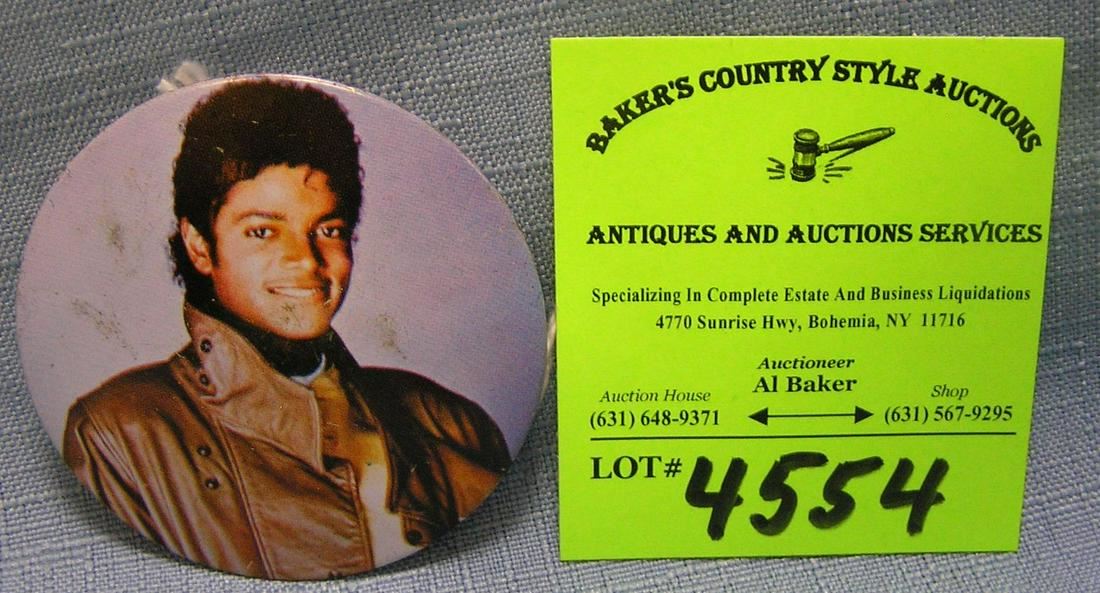 BAKER'S COUNTRY STYLE AUCTIONS
ANTIQUES AND AUCTIONS SERVICES
Specializing In Complete Estate And Business Liquidations
4770 Sunrise Hwy, Bohemia, NY 11716
Auctioneer
Al Baker
Auction House
(631) 648-9371
Shop
(631) 567-9295
LOT# 4554